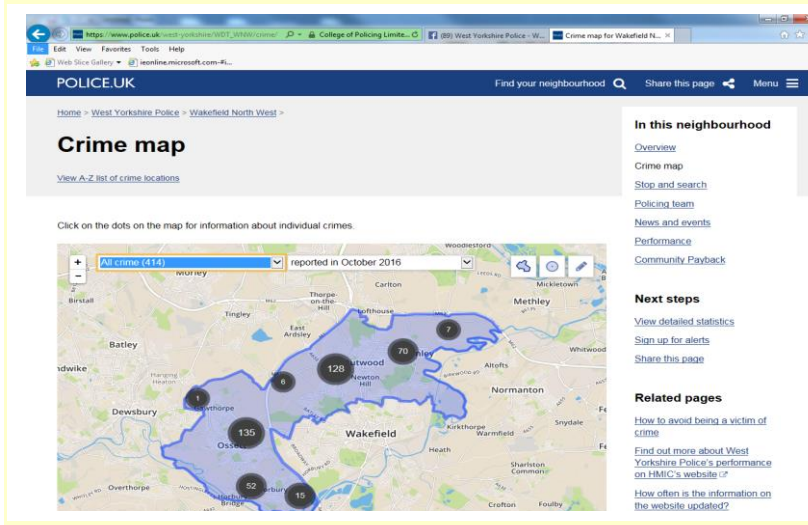 https://www.police.uk/west-yorkshire/WDT_WNW/crime/
College of Policing Limite...
(89) West Yorkshire Police - W...
Crime map for Wakefield N...
File Edit View Favorites Tools Help
Web Slice Gallery
ieonline.microsoft.com-#i...
POLICE.UK
Find your neighbourhood
Share this page
Menu
Home > West Yorkshire Police > Wakefield North West >
Crime map
View A-Z list of crime locations
Click on the dots on the map for information about individual crimes.
+
All crime (414)
reported in October 2016
−
Woodlesford
Morley
Carlton
Mickletown
Birstall
Thorpe-
on-the-
Hill
Lofthouse
Methley
Tingley
East
Ardsley
7
Batley
70
Whitwood
128
Newton
Hill
Altofts
Hanging
Heaton
6
Normanton
1
Dewsbury
135
Wakefield
Kirkthorpe
Warmfield
Snydale
Heath
Sharlston
Common
Overthorpe
52
15
Bridge
Crofton
Foulby
In this neighbourhood
Overview
Crime map
Stop and search
Policing team
News and events
Performance
Community Payback
Next steps
View detailed statistics
Sign up for alerts
Share this page
Related pages
How to avoid being a victim of
crime
Find out more about West
Yorkshire Police's performance
on HMIC's website
How often is the information on
the website updated?